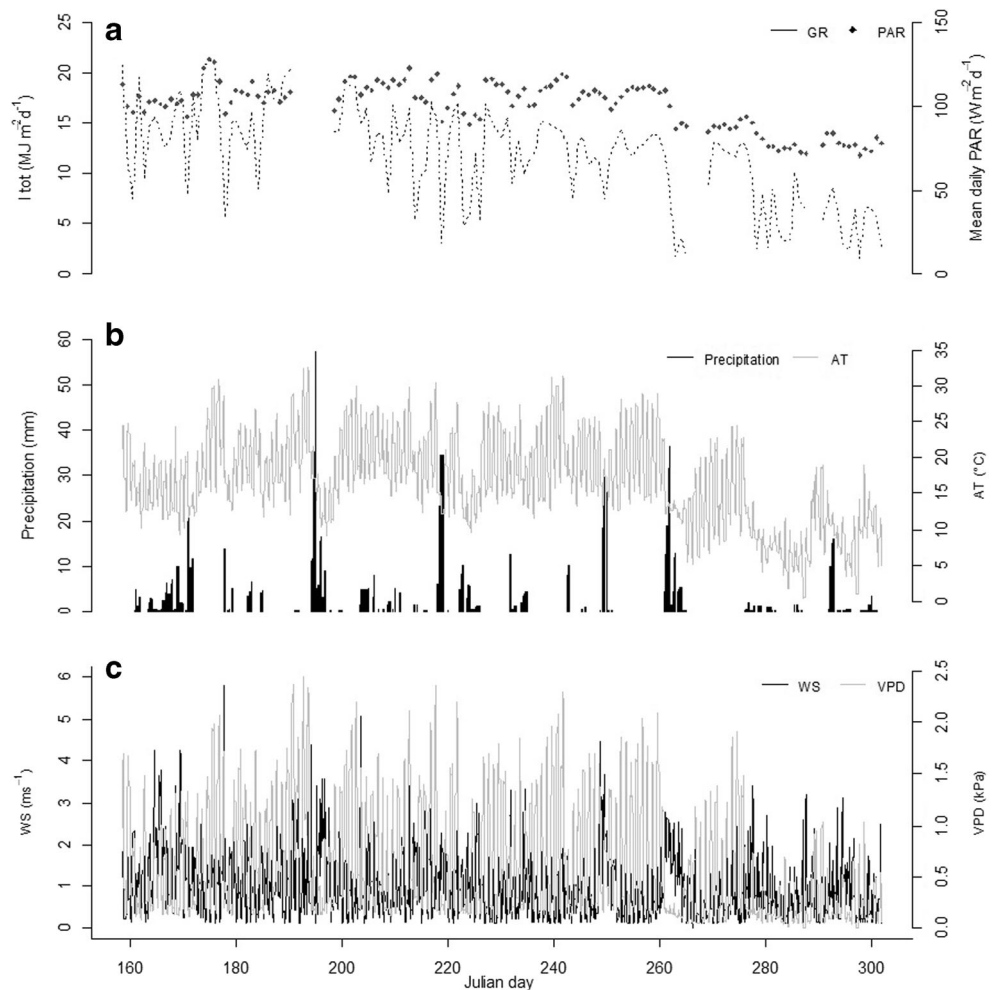 a
GR PAR
I tot (MJ m⁻²d⁻¹)
25
20
15
10
5
0
Mean daily PAR (Wm⁻²d⁻¹)
150
100
50
0
b
Precipitation AT
Precipitation (mm)
60
50
40
30
20
10
0
AT (°C)
35
30
25
20
15
10
5
0
c
WS VPD
WS (ms⁻¹)
6
5
4
3
2
1
0
VPD (kPa)
2.5
2.0
1.5
1.0
0.5
0.0
160 180 200 220 240 260 280 300
Julian day